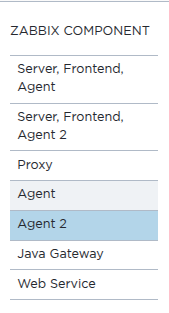 ZABBIX COMPONENT
Server, Frontend,
Agent
Server, Frontend,
Agent 2
Proxy
Agent
Agent 2
Java Gateway
Web Service